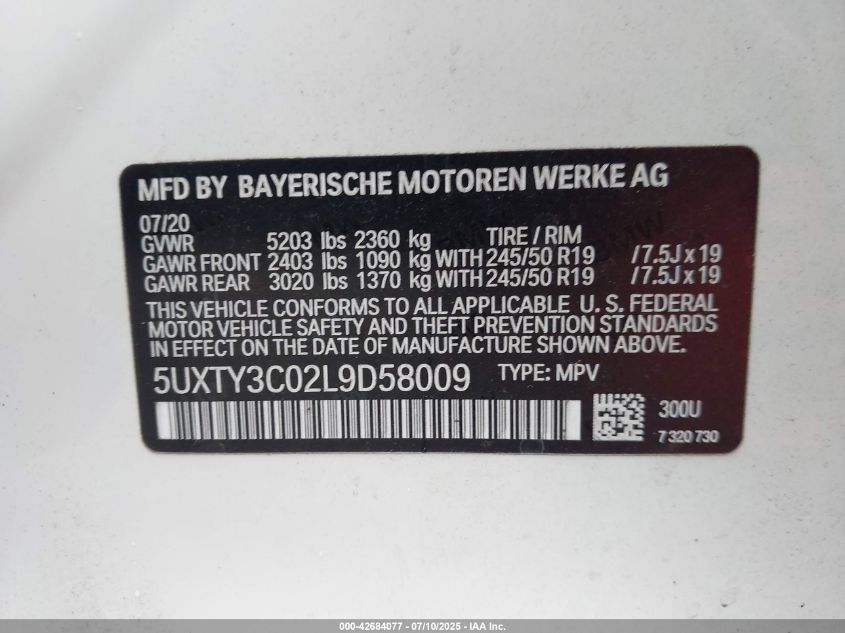 MFD BY BAYERISCHE MOTOREN WERKE AG
07/20
GVWR 5203 lbs 2360 kg TIRE / RIM
GAWR FRONT 2403 lbs 1090 kg WITH 245/50 R19 /7.5J x 19
GAWR REAR 3020 lbs 1370 kg WITH 245/50 R19 /7.5J x 19
THIS VEHICLE CONFORMS TO ALL APPLICABLE U. S. FEDERAL
MOTOR VEHICLE SAFETY AND THEFT PREVENTION STANDARDS
IN EFFECT ON THE DATE OF MANUFACTURE SHOWN ABOVE.
5UXTY3C02L9D58009 TYPE: MPV
300U
7 320 730
000-42684077 - 07/10/2025 - IAA Inc.